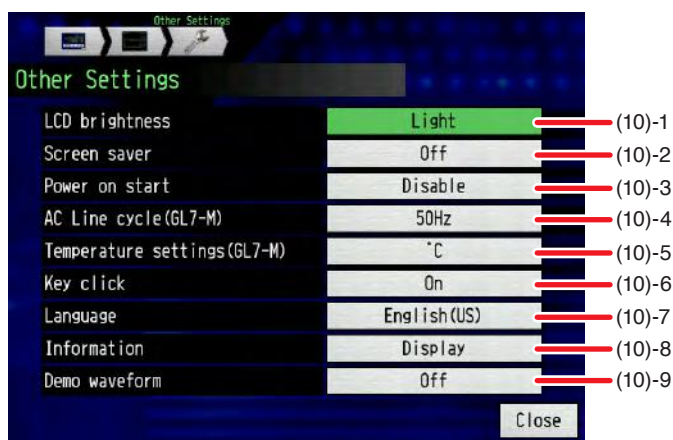 Other Settings
Other Settings
LCD brightness Light (10)-1
Screen saver Off (10)-2
Power on start Disable (10)-3
AC Line cycle(GL7-M) 50Hz (10)-4
Temperature settings(GL7-M) °C (10)-5
Key click On (10)-6
Language English(US) (10)-7
Information Display (10)-8
Demo waveform Off (10)-9
Close